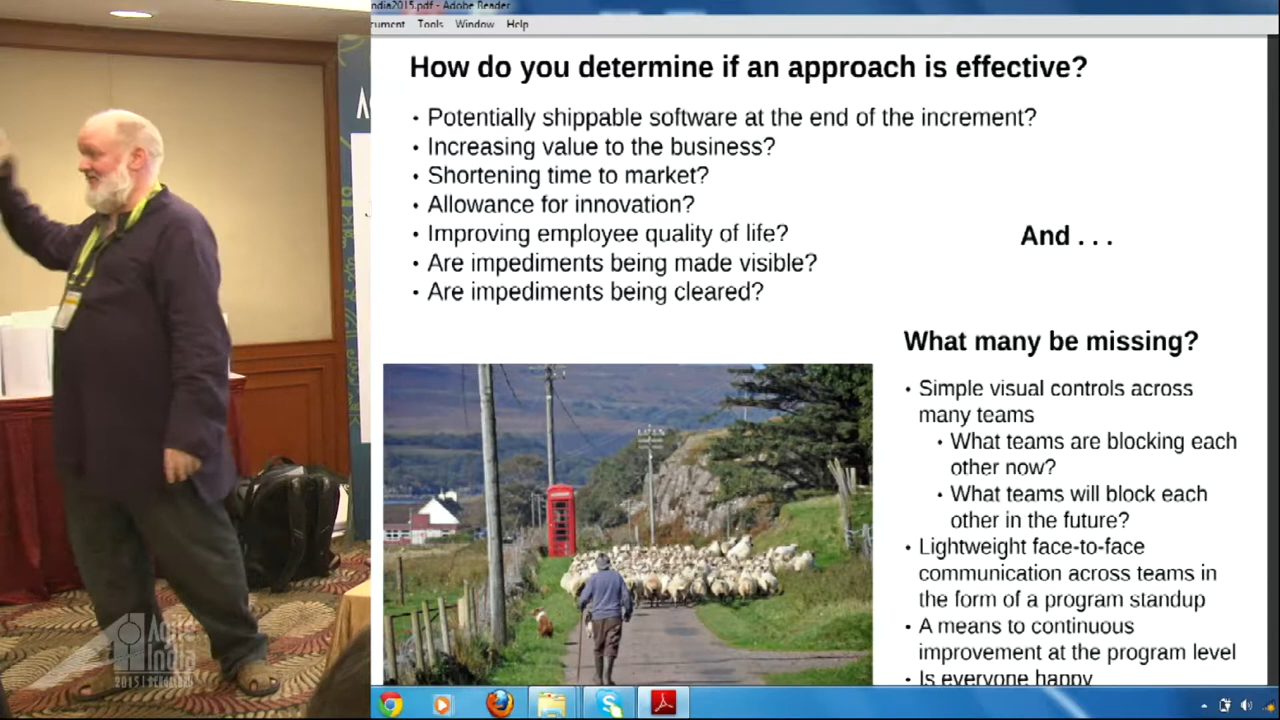 ndia2015.pdf - Adobe Reader
cument Tools Window Help
How do you determine if an approach is effective?
• Potentially shippable software at the end of the increment?
• Increasing value to the business?
• Shortening time to market?
• Allowance for innovation?
• Improving employee quality of life?
• Are impediments being made visible?
• Are impediments being cleared?
And . . .
What many be missing?
• Simple visual controls across
many teams
• What teams are blocking each
other now?
• What teams will block each
other in the future?
• Lightweight face-to-face
communication across teams in
the form of a program standup
• A means to continuous
improvement at the program level
• Is everyone happy
Agile
India
2015 | BENGALURU